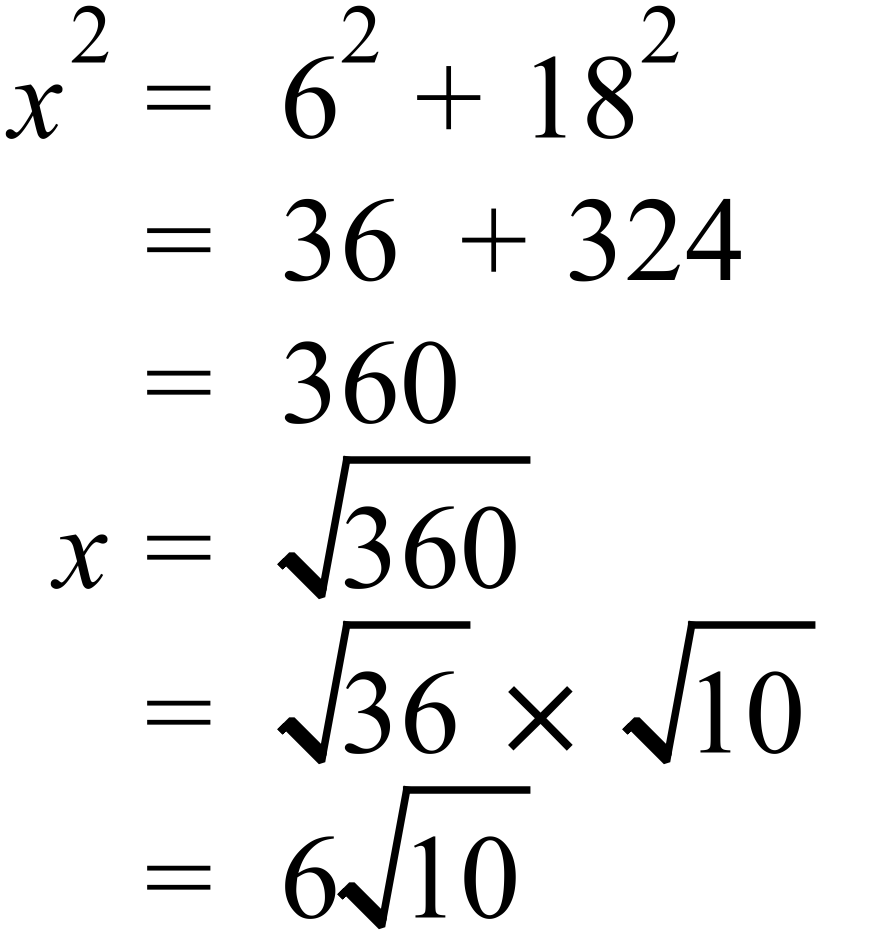 x² = 6² + 18²
= 36 + 324
= 360
x = √360
= √36 × √10
= 6√10